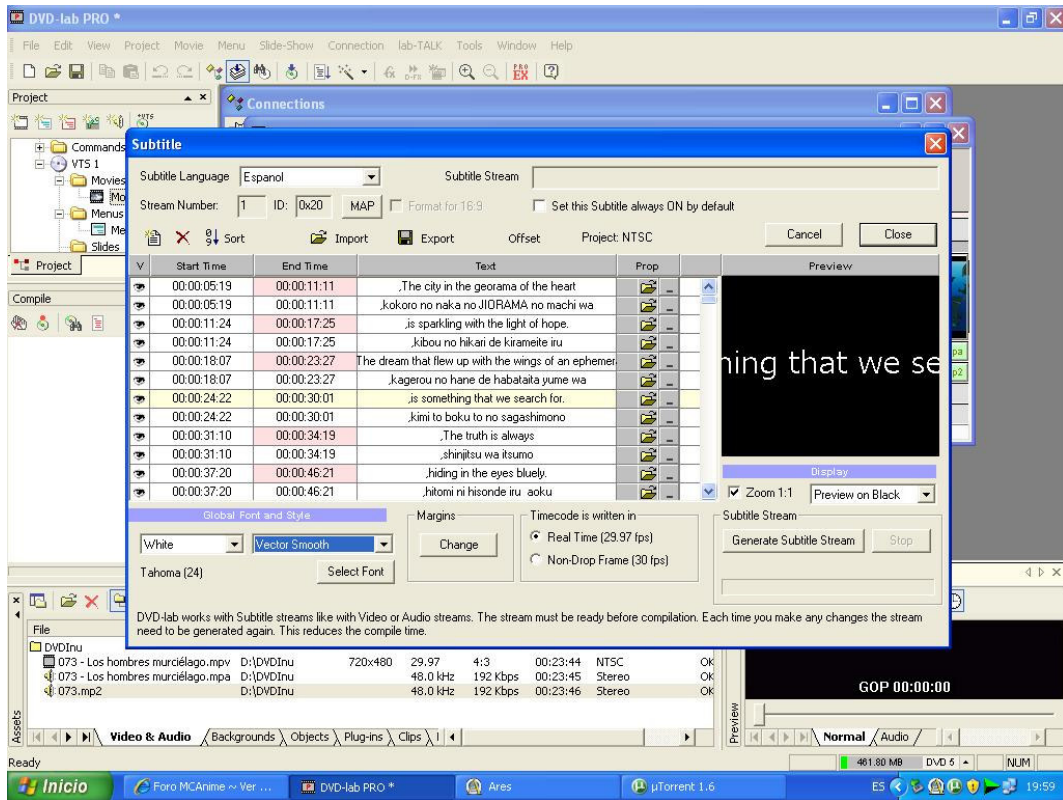 DVD-lab PRO *
File Edit View Project Movie Menu Slide-Show Connection lab-TALK Tools Window Help
Project
Connections
Commands
VTS 1
Movies
Mo
Menus
Me
Slides
Project
Compile
Subtitle
Subtitle Language Espanol Subtitle Stream
Stream Number: 1 ID: 0x20 MAP Format for 16:9 Set this Subtitle always ON by default
Sort Import Export Offset Project: NTSC Cancel Close
V Start Time End Time Text Prop Preview
00:00:05:19 00:00:11:11 ,The city in the georama of the heart
00:00:05:19 00:00:11:11 ,kokoro no naka no JIORAMA no machi wa
00:00:11:24 00:00:17:25 ,is sparkling with the light of hope.
00:00:11:24 00:00:17:25 ,kibou no hikari de kirameite iru
00:00:18:07 00:00:23:27 The dream that flew up with the wings of an ephemer
00:00:18:07 00:00:23:27 ,kagerou no hane de habataita yume wa
00:00:24:22 00:00:30:01 ,is something that we search for.
00:00:24:22 00:00:30:01 ,kimi to boku to no sagashimono
00:00:31:10 00:00:34:19 ,The truth is always
00:00:31:10 00:00:34:19 ,shinjitsu wa itsumo
00:00:37:20 00:00:46:21 ,hiding in the eyes bluely.
00:00:37:20 00:00:46:21 ,hitomi ni hisonde iru aoku
hing that we se
Display
Zoom 1:1 Preview on Black
Global Font and Style Margins Timecode is written in Subtitle Stream
White Vector Smooth Change Real Time (29.97 fps) Generate Subtitle Stream Stop
Non-Drop Frame (30 fps)
Tahoma (24) Select Font
DVD-lab works with Subtitle streams like with Video or Audio streams. The stream must be ready before compilation. Each time you make any changes the stream
need to be generated again. This reduces the compile time.
pa
p2
File
DVDInu
073 - Los hombres murciélago.mpv D:\DVDInu 720x480 29.97 4:3 00:23:44 NTSC OK
073 - Los hombres murciélago.mpa D:\DVDInu 48.0 kHz 192 Kbps 00:23:45 Stereo OK
073.mp2 D:\DVDInu 48.0 kHz 192 Kbps 00:23:46 Stereo OK
GOP 00:00:00
Assets
Video & Audio Backgrounds Objects Plug-ins Clips
Preview
Normal Audio
Ready 461.80 MB DVD 5 NUM
Inicio Foro MCAnime ~ Ver ... DVD-lab PRO * Ares µTorrent 1.6 ES 19:59